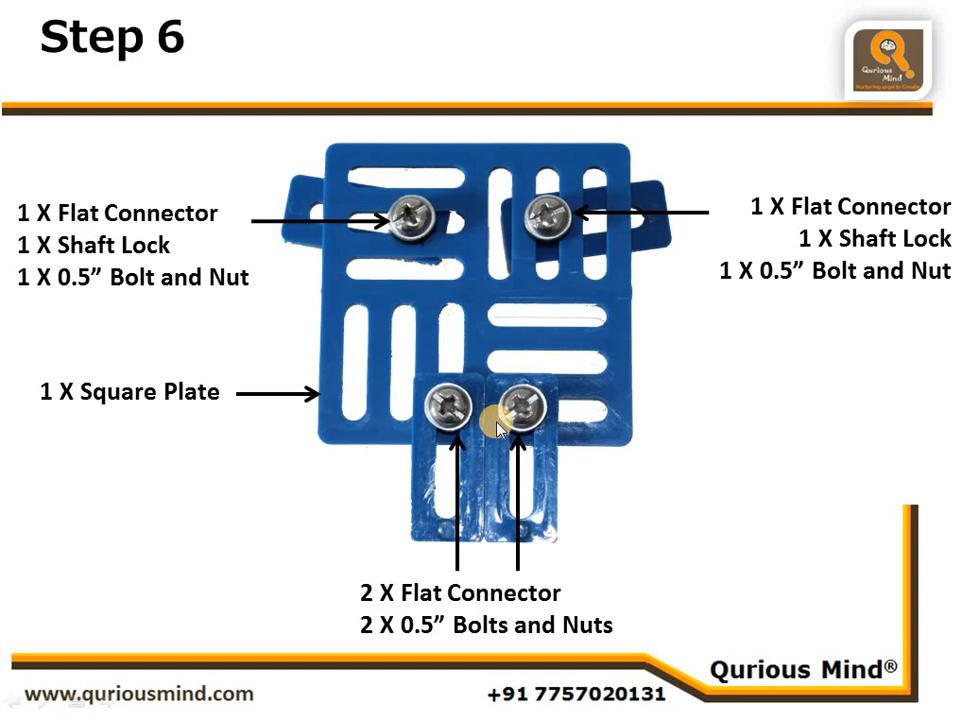 Step 6
Qurious
Mind
1 X Flat Connector
1 X Shaft Lock
1 X 0.5” Bolt and Nut
1 X Flat Connector
1 X Shaft Lock
1 X 0.5” Bolt and Nut
1 X Square Plate
2 X Flat Connector
2 X 0.5” Bolts and Nuts
Qurious Mind®
www.quriousmind.com
+91 7757020131